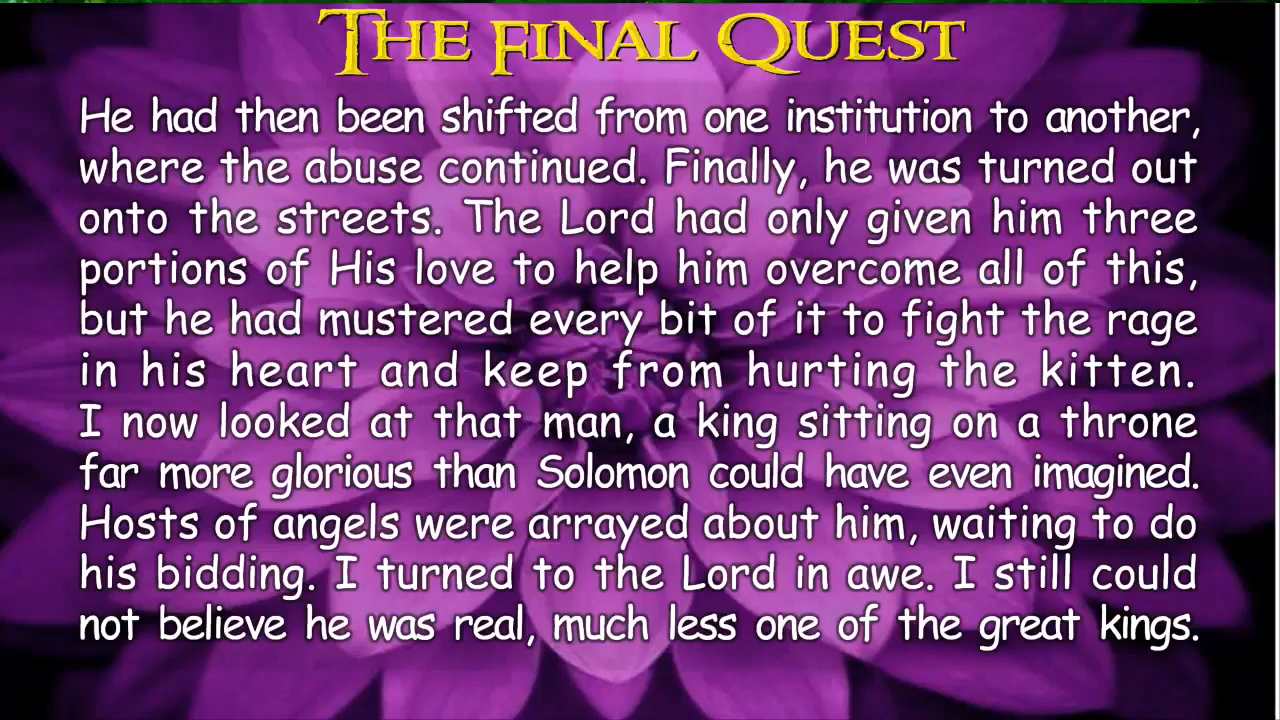 The Final Quest
He had then been shifted from one institution to another,
where the abuse continued. Finally, he was turned out
onto the streets. The Lord had only given him three
portions of His love to help him overcome all of this,
but he had mustered every bit of it to fight the rage
in his heart and keep from hurting the kitten.
I now looked at that man, a king sitting on a throne
far more glorious than Solomon could have even imagined.
Hosts of angels were arrayed about him, waiting to do
his bidding. I turned to the Lord in awe. I still could
not believe he was real, much less one of the great kings.